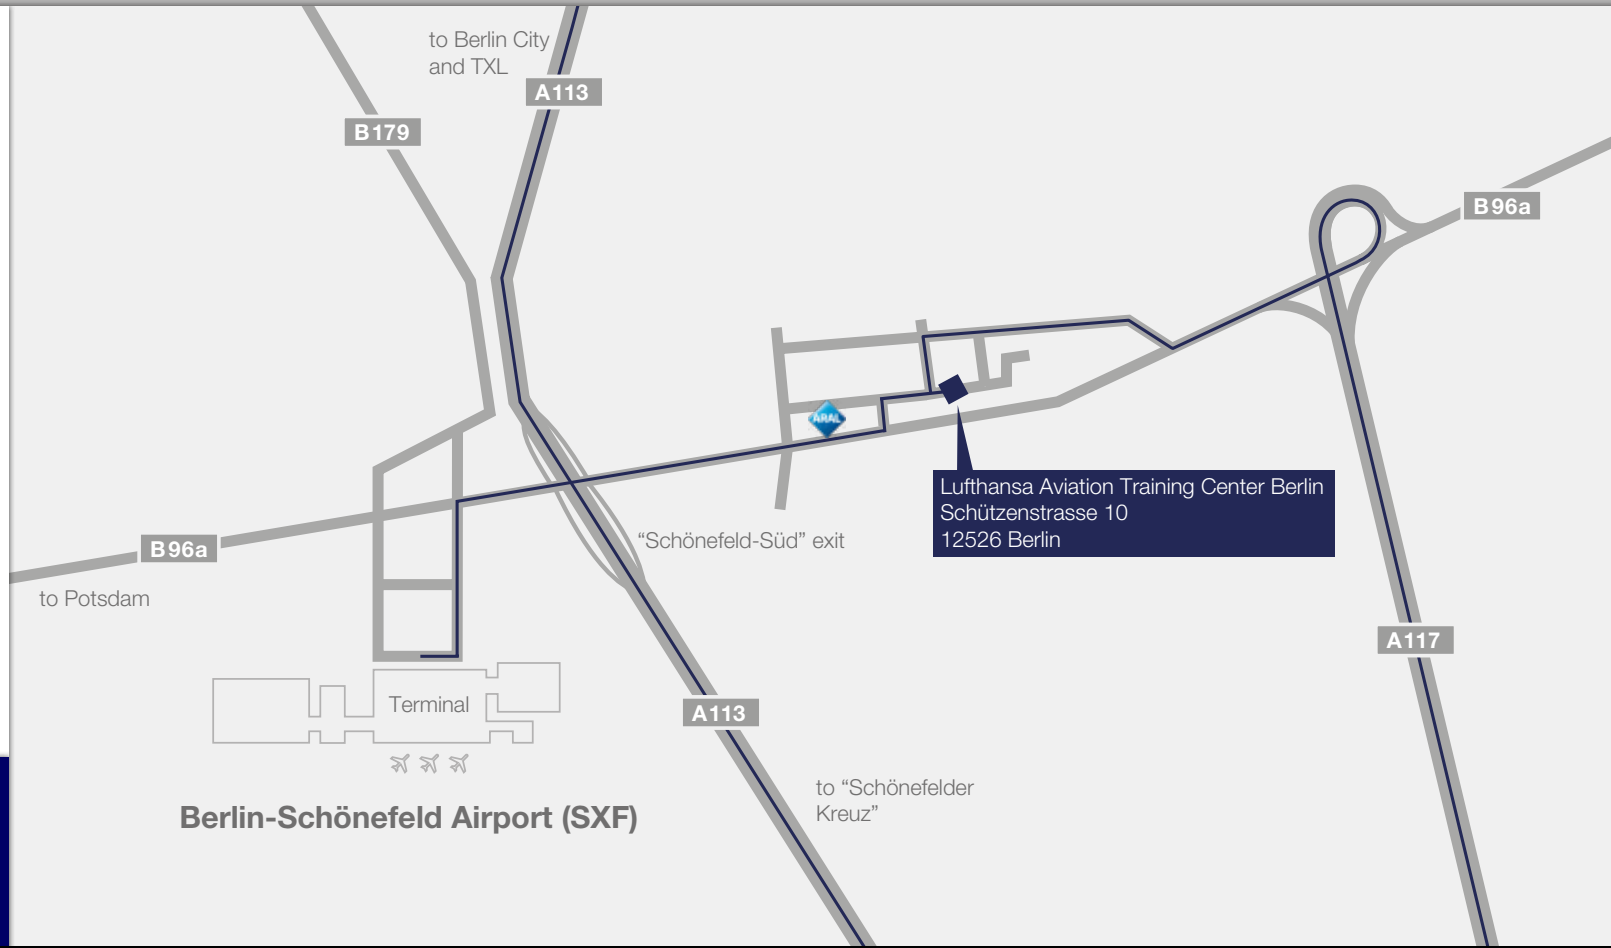 to Berlin City
and TXL
A113
B179
B96a
ARAL
Lufthansa Aviation Training Center Berlin
Schützenstrasse 10
12526 Berlin
“Schönefeld-Süd” exit
B96a
to Potsdam
A117
Terminal
A113
to “Schönefelder
Kreuz”
Berlin-Schönefeld Airport (SXF)